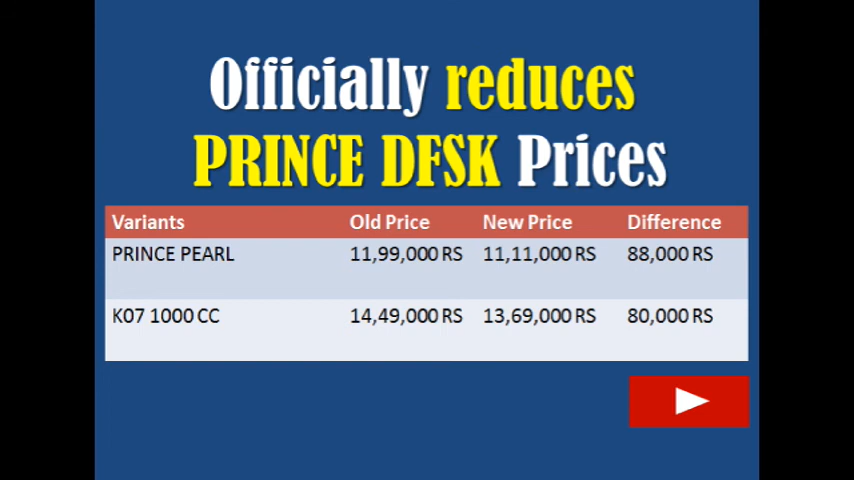 Officially reduces
PRINCE DFSK Prices
Variants Old Price New Price Difference
PRINCE PEARL 11,99,000 RS 11,11,000 RS 88,000 RS
K07 1000 CC 14,49,000 RS 13,69,000 RS 80,000 RS